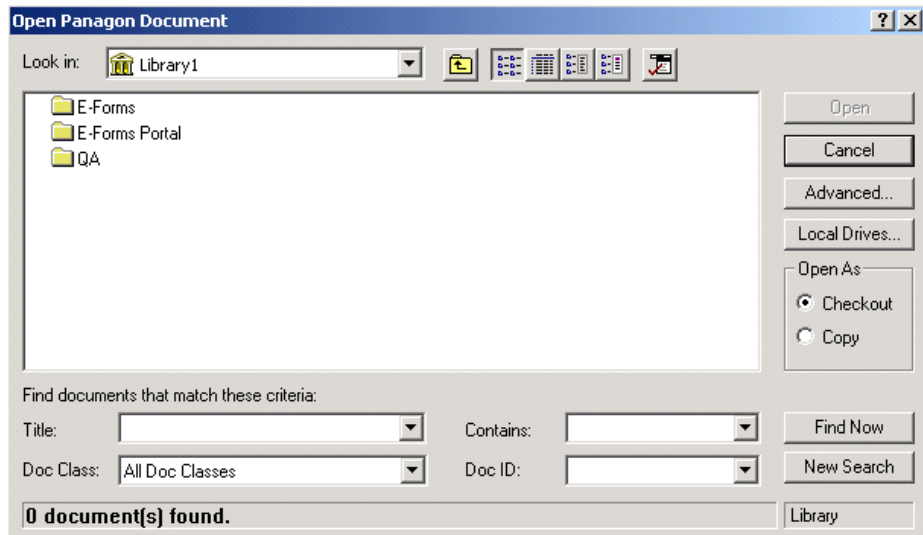 Open Panagon Document
Look in: Library1
E-Forms
E-Forms Portal
QA
Open
Cancel
Advanced...
Local Drives...
Open As
Checkout
Copy
Find documents that match these criteria:
Title: Contains: Find Now
Doc Class: All Doc Classes Doc ID: New Search
0 document(s) found. Library